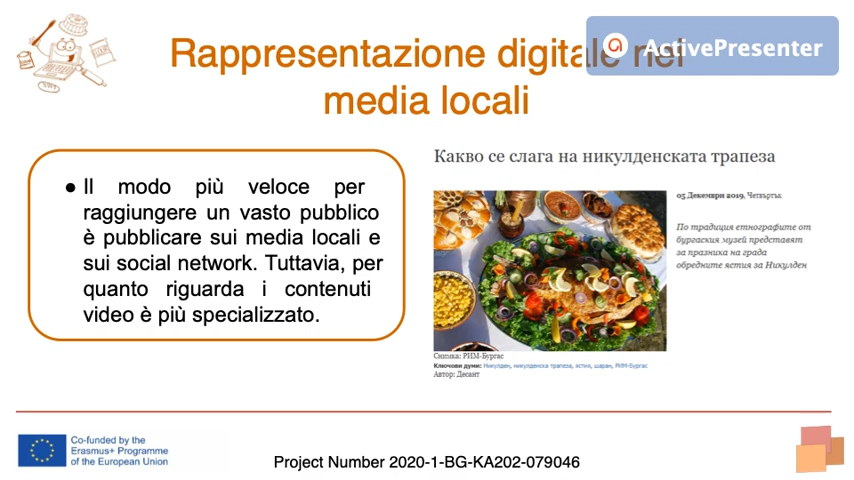 Rappresentazione digitale nei
media locali
ActivePresenter
Il modo più veloce per
raggiungere un vasto pubblico
è pubblicare sui media locali e
sui social network. Tuttavia, per
quanto riguarda i contenuti
video è più specializzato.
Какво се слага на никулденската трапеза
05 Декември 2019, Четвъртък
По традиция етнографите от
бургаския музей представят
за празника на града
обредните ястия за Никулден
Снимка: РИМ-Бургас
Ключови думи: Никулден, никулденска трапеза, ястия, шаран, РИМ-Бургас
Автор: Десант
Co-funded by the
Erasmus+ Programme
of the European Union
Project Number 2020-1-BG-KA202-079046